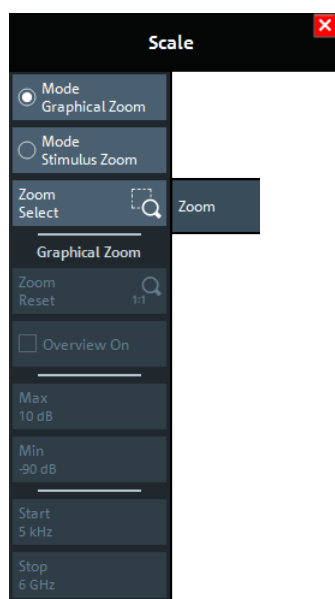 Scale
Mode
Graphical Zoom
Mode
Stimulus Zoom
Zoom
Select
Zoom
Graphical Zoom
Zoom
Reset
1:1
Overview On
Max
10 dB
Min
-90 dB
Start
5 kHz
Stop
6 GHz